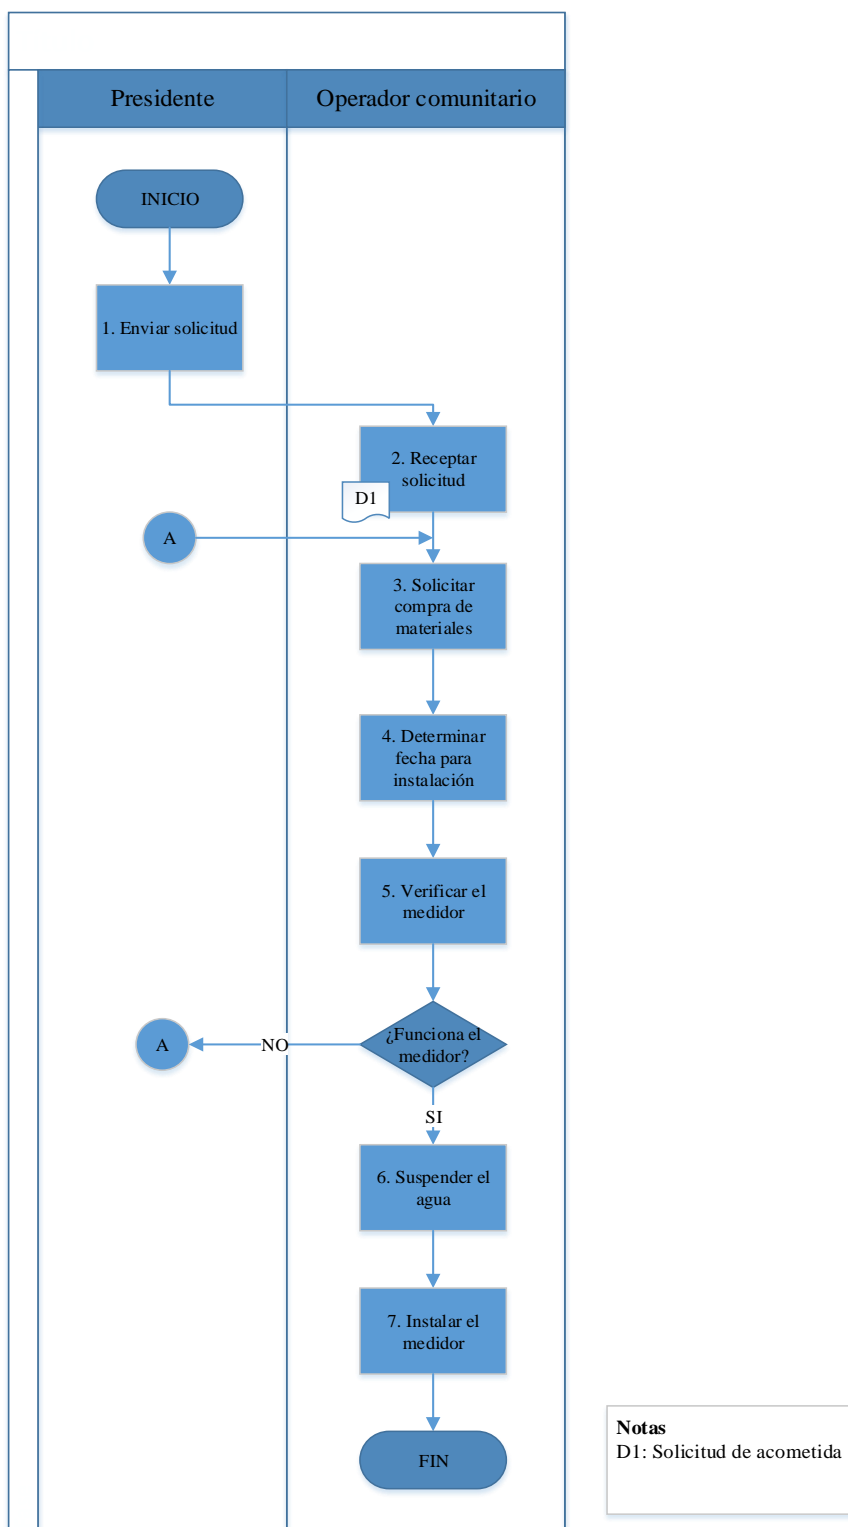 Presidente
Operador comunitario
INICIO
1. Enviar solicitud
2. Receptar
solicitud
D1
A
3. Solicitar
compra de
materiales
4. Determinar
fecha para
instalación
5. Verificar el
medidor
¿Funciona el
medidor?
NO
A
SI
6. Suspender el
agua
7. Instalar el
medidor
FIN
Notas
D1: Solicitud de acometida